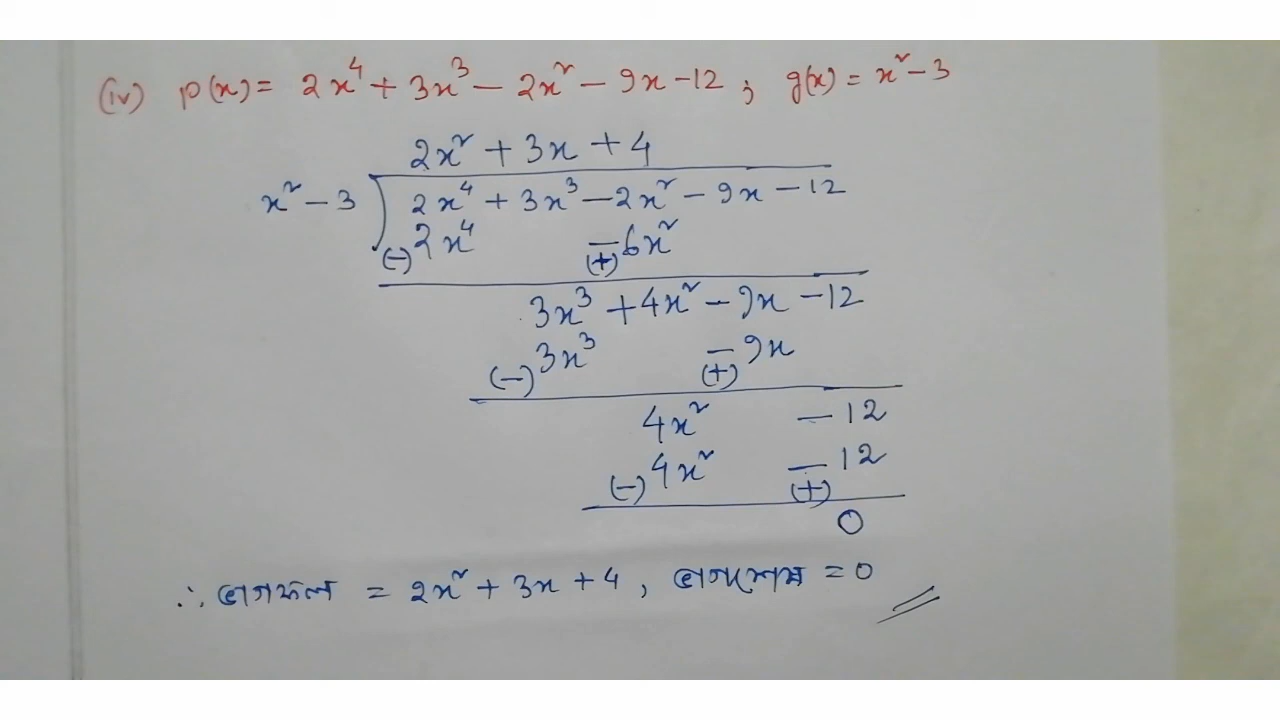 (iv) p(x) = 2x⁴ + 3x³ – 2x² – 9x – 12 ; g(x) = x² – 3
2x² + 3x + 4
x² – 3 ) 2x⁴ + 3x³ – 2x² – 9x – 12
(–) 2x⁴ (+) – 6x²
3x³ + 4x² – 9x – 12
(–) 3x³ (+) – 9x
4x² – 12
(–) 4x² (+) – 12
0
∴ ভাগফল = 2x² + 3x + 4 , ভাগশেষ = 0